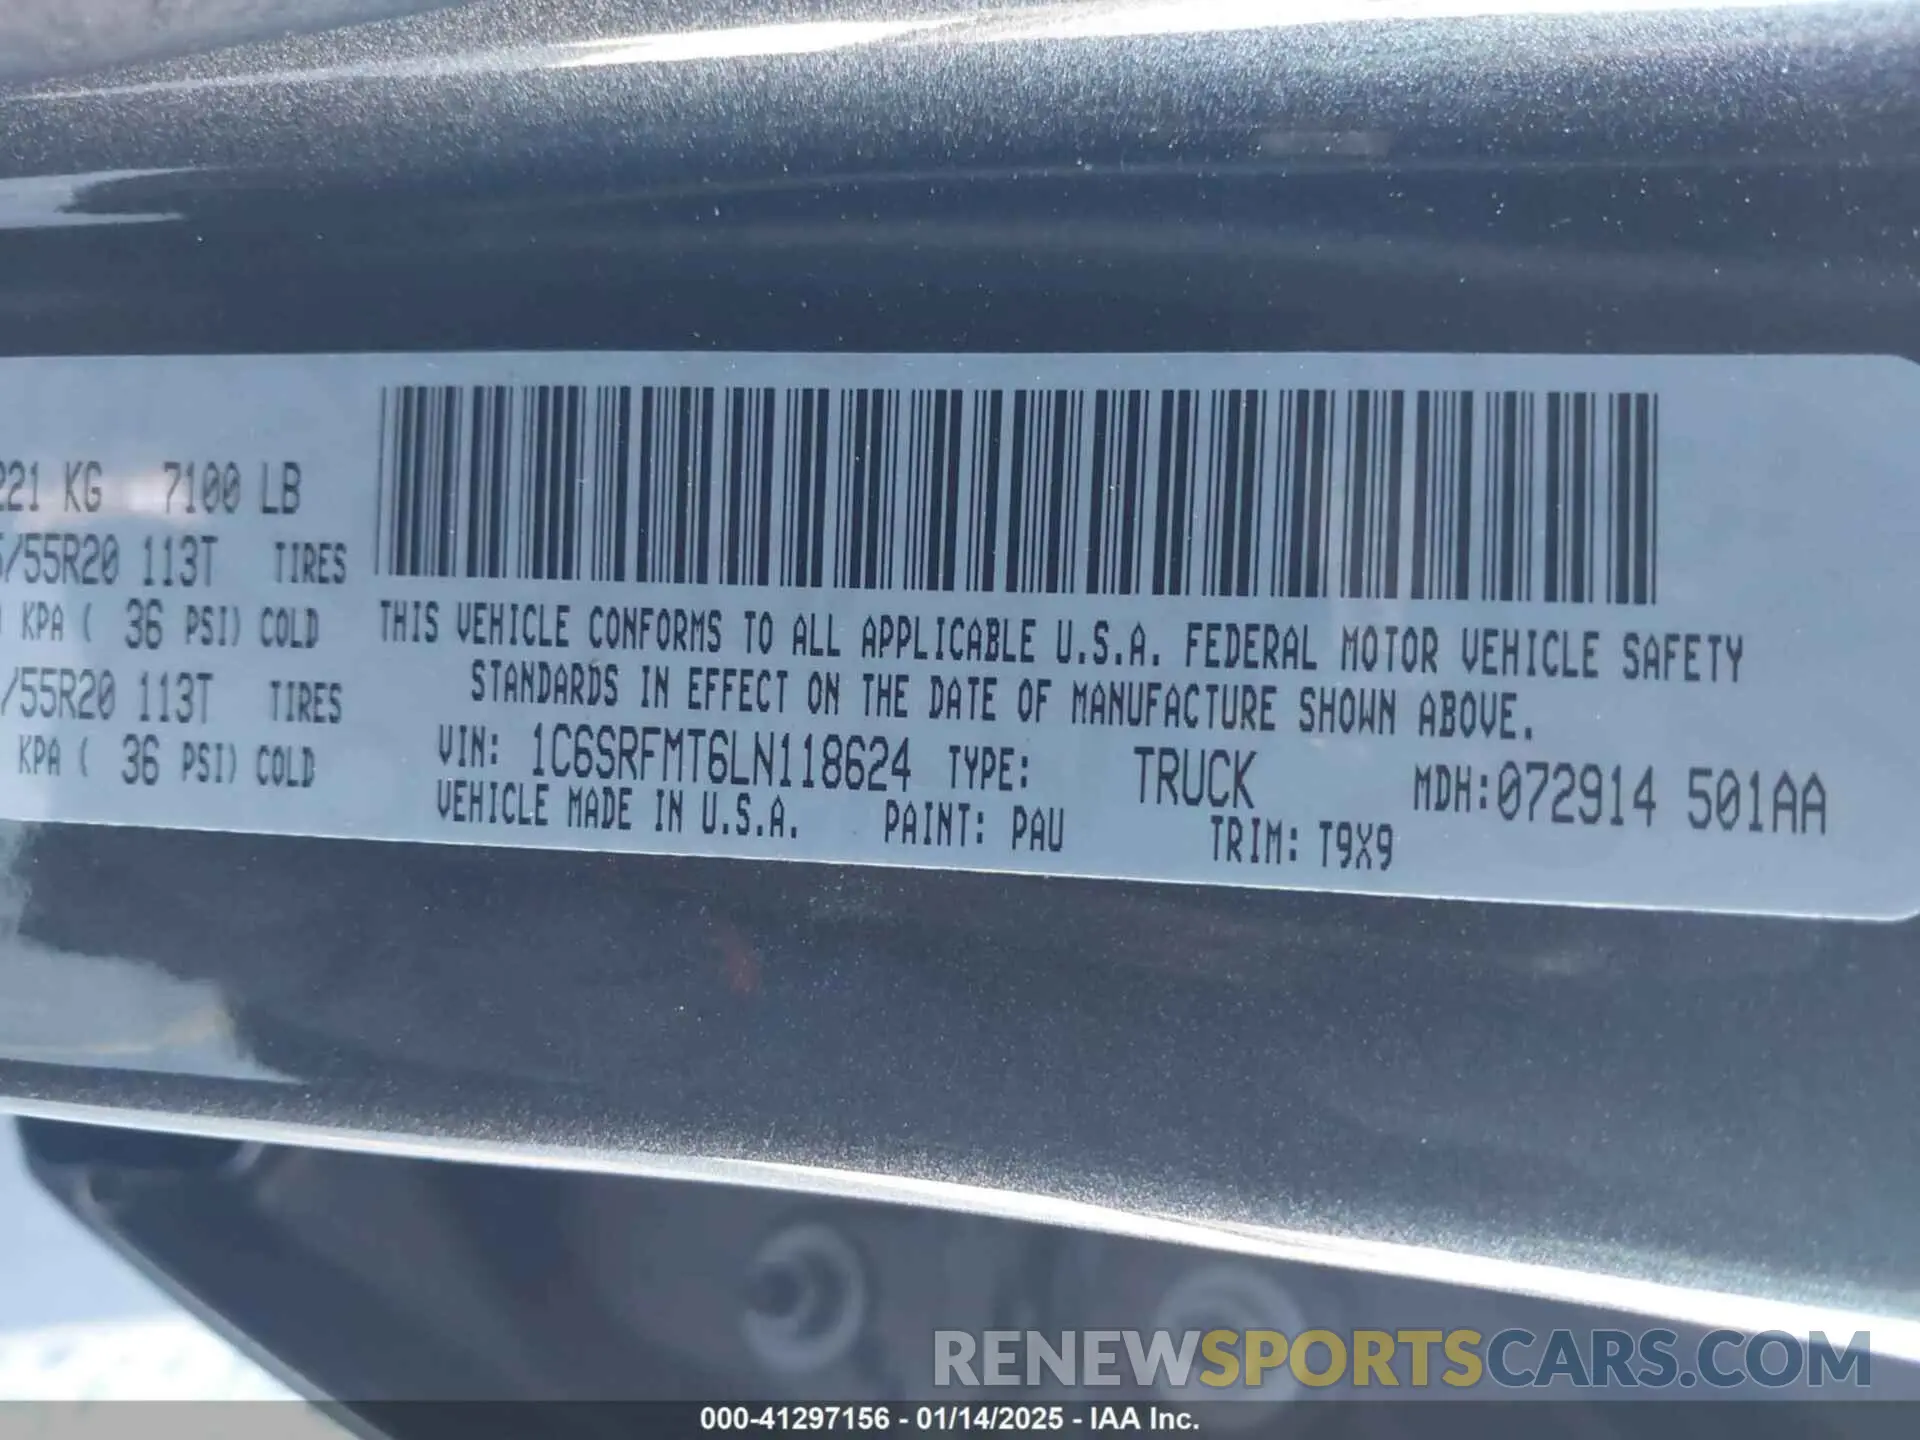 221 KG 7100 LB
/55R20 113T TIRES
KPA ( 36 PSI) COLD
/55R20 113T TIRES
KPA ( 36 PSI) COLD
THIS VEHICLE CONFORMS TO ALL APPLICABLE U.S.A. FEDERAL MOTOR VEHICLE SAFETY
STANDARDS IN EFFECT ON THE DATE OF MANUFACTURE SHOWN ABOVE.
VIN: 1C6SRFMT6LN118624 TYPE: TRUCK MDH:072914 501AA
VEHICLE MADE IN U.S.A. PAINT: PAU TRIM: T9X9
RENEWSPORTSCARS.COM
000-41297156 - 01/14/2025 - IAA Inc.